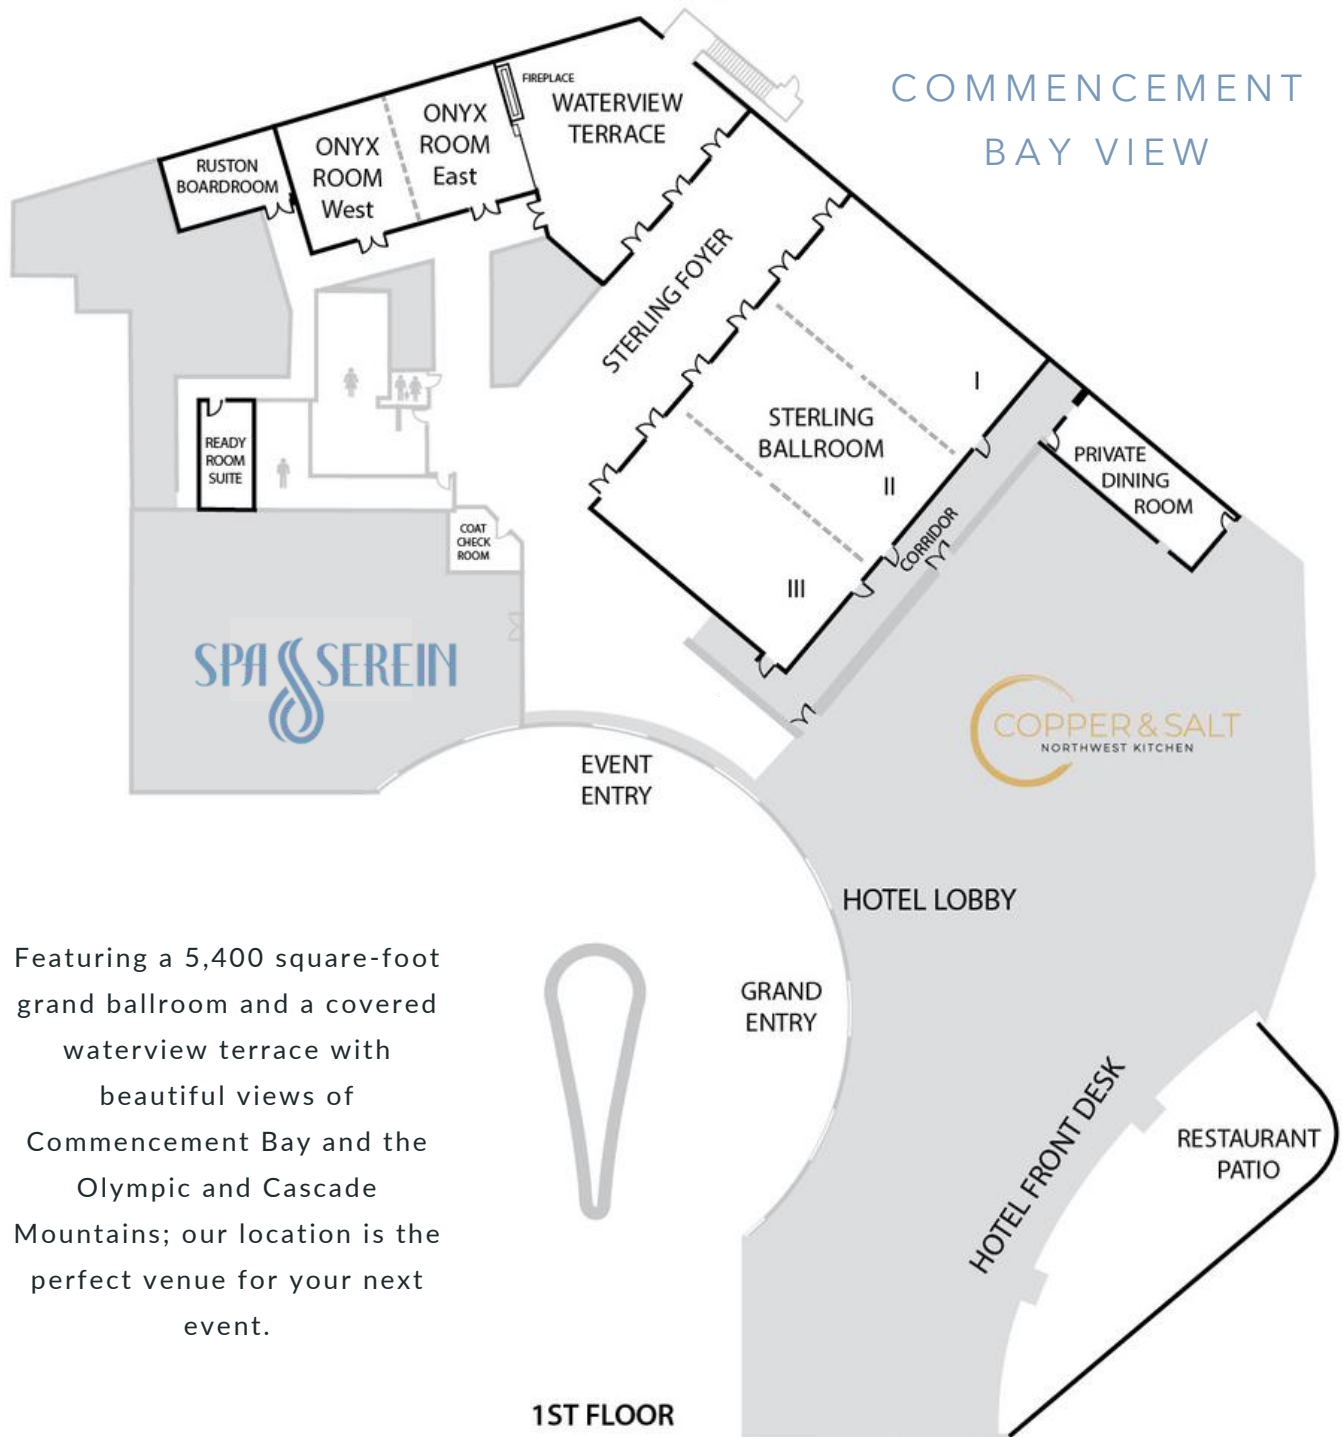 COMMENCEMENT
BAY VIEW
FIREPLACE
WATERVIEW
TERRACE
ONYX
ROOM
East
ONYX
ROOM
West
RUSTON
BOARDROOM
STERLING FOYER
I
STERLING
BALLROOM
II
III
CORRIDOR
PRIVATE
DINING
ROOM
READY
ROOM
SUITE
COAT
CHECK
ROOM
SPA SEREIN
COPPER & SALT
NORTHWEST KITCHEN
EVENT
ENTRY
HOTEL LOBBY
GRAND
ENTRY
HOTEL FRONT DESK
RESTAURANT
PATIO
Featuring a 5,400 square-foot
grand ballroom and a covered
waterview terrace with
beautiful views of
Commencement Bay and the
Olympic and Cascade
Mountains; our location is the
perfect venue for your next
event.
1ST FLOOR